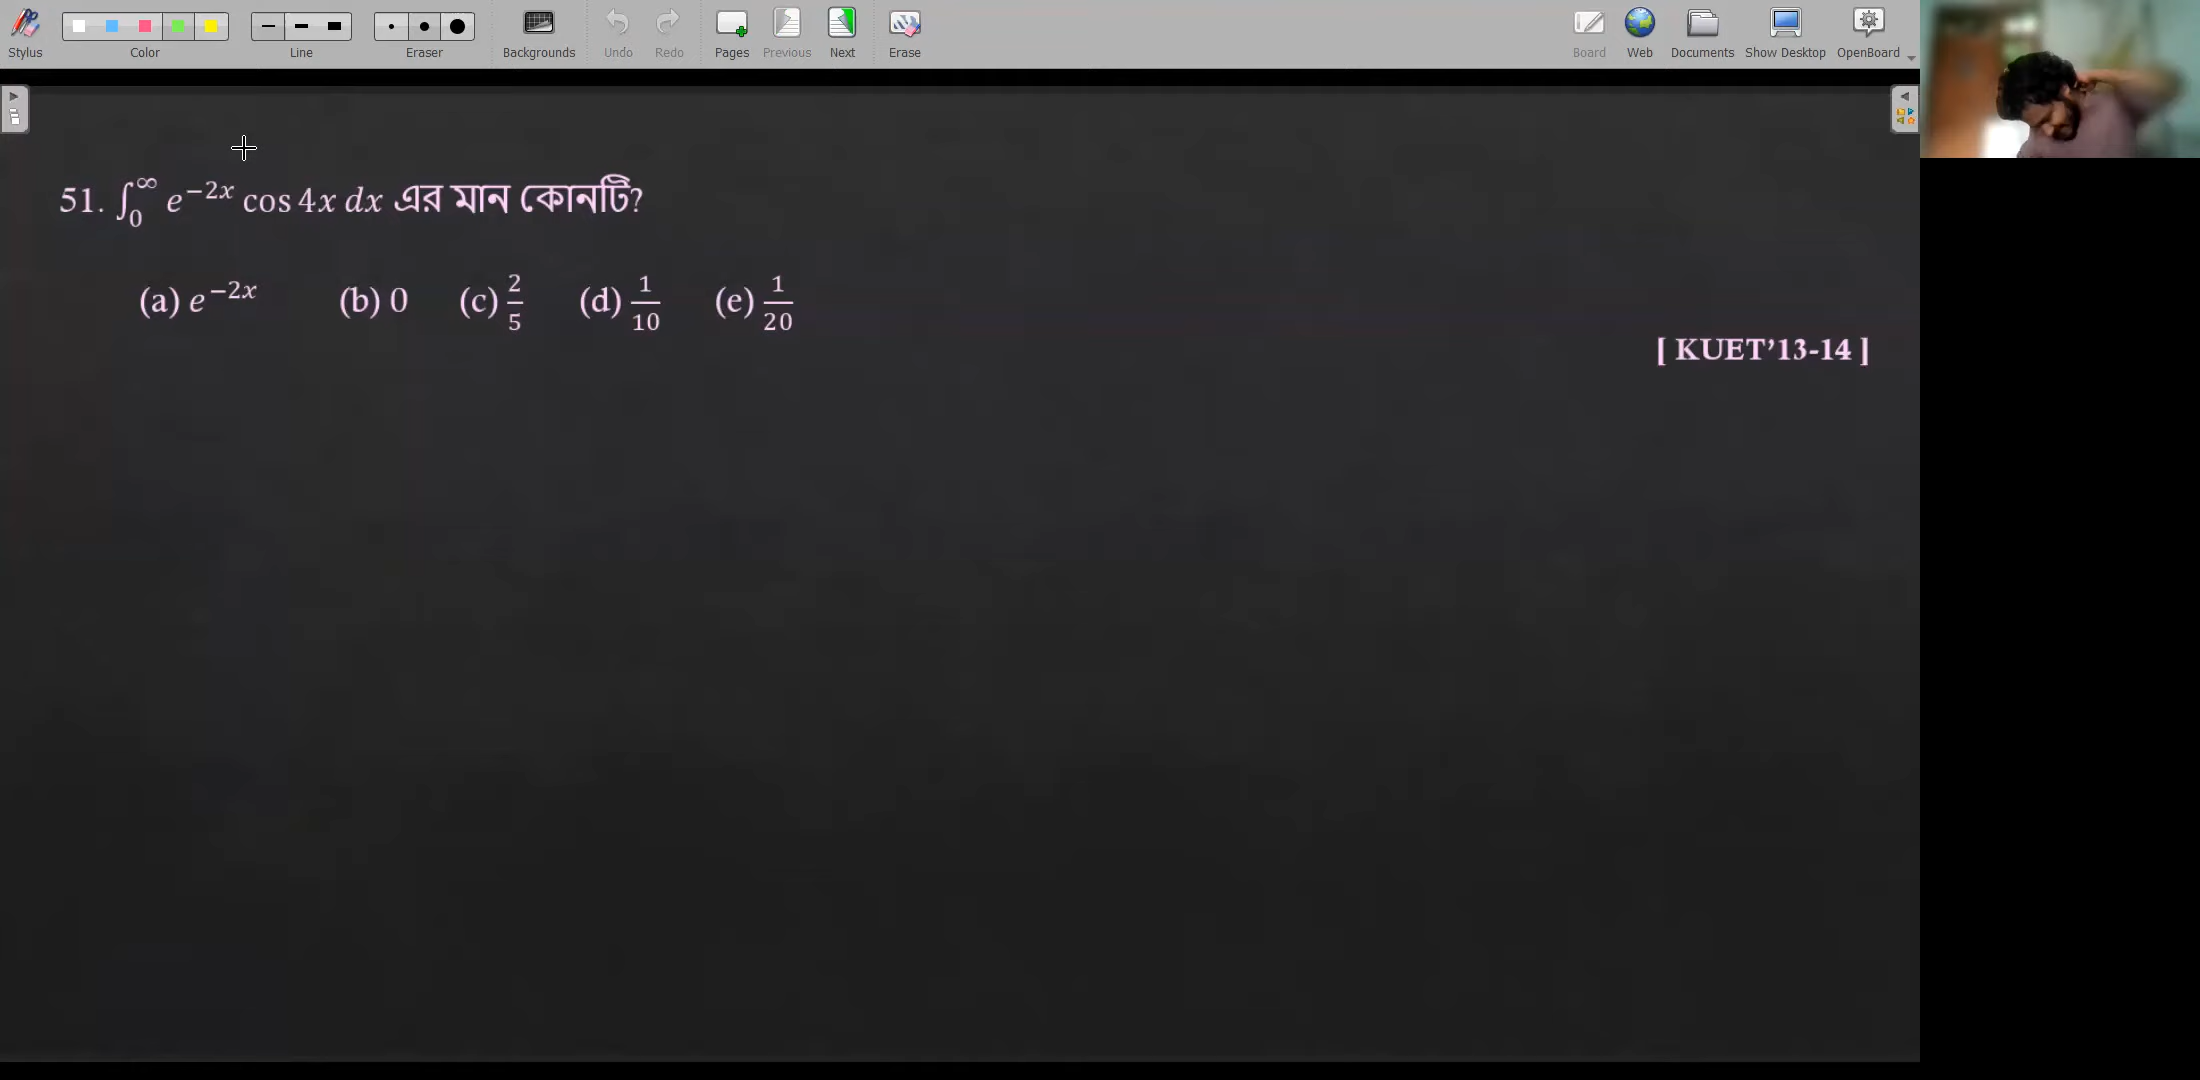 Stylus Color Line Eraser Backgrounds Undo Redo Pages Previous Next Erase Board Web Documents Show Desktop OpenBoard
51. ∫₀^∞ e^{−2x} cos 4x dx এর মান কোনটি?
(a) e^{−2x} (b) 0 (c) 2/5 (d) 1/10 (e) 1/20
[ KUET’13-14 ]